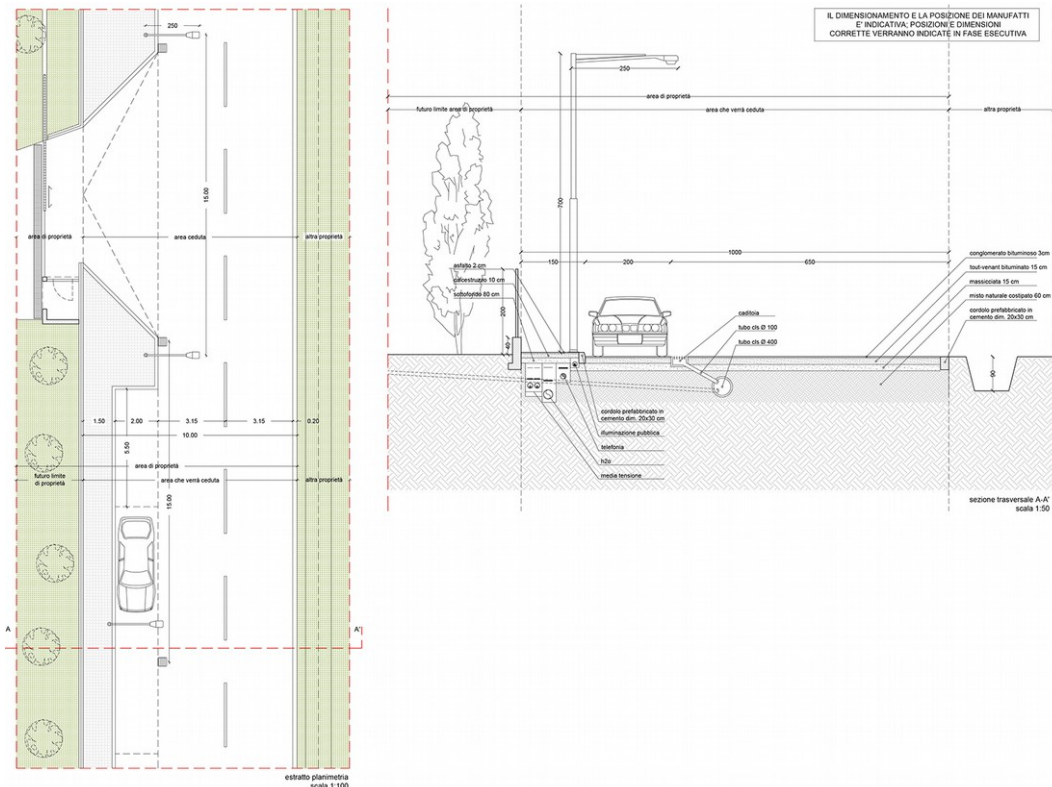 250
15.00
area di proprietà
area ceduta
altra proprietà
1.50
2.00
3.15
3.15
0.20
10.00
5.50
area di proprietà
futuro limite
di proprietà
area che verrà ceduta
altra proprietà
15.00
A
A'
estratto planimetria
scala 1:100
IL DIMENSIONAMENTO E LA POSIZIONE DEI MANUFATTI
E' INDICATIVA; POSIZIONI E DIMENSIONI
CORRETTE VERRANNO INDICATE IN FASE ESECUTIVA
250
area di proprietà
futuro limite area di proprietà
area che verrà ceduta
altra proprietà
700
1000
150
200
650
asfalto 2 cm
calcestruzzo 10 cm
sottofondo 80 cm
200
40
caditoia
tubo cls Ø 100
tubo cls Ø 400
conglomerato bituminoso 3cm
tout-venant bituminato 15 cm
massicciata 15 cm
misto naturale costipato 60 cm
cordolo prefabbricato in
cemento dim. 20x30 cm
90
cordolo prefabbricato in
cemento dim. 20x30 cm
illuminazione pubblica
telefonia
h2o
media tensione
sezione trasversale A-A'
scala 1:50